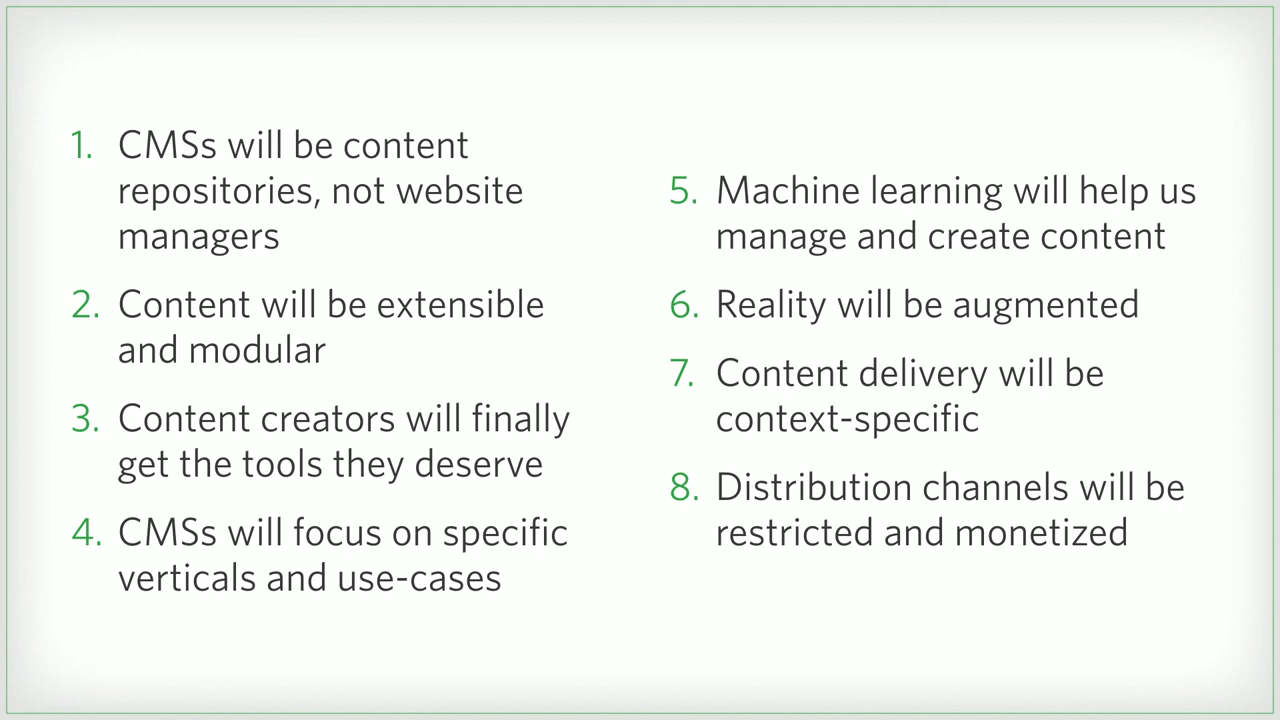 1. CMSs will be content
repositories, not website
managers
2. Content will be extensible
and modular
3. Content creators will finally
get the tools they deserve
4. CMSs will focus on specific
verticals and use-cases
5. Machine learning will help us
manage and create content
6. Reality will be augmented
7. Content delivery will be
context-specific
8. Distribution channels will be
restricted and monetized